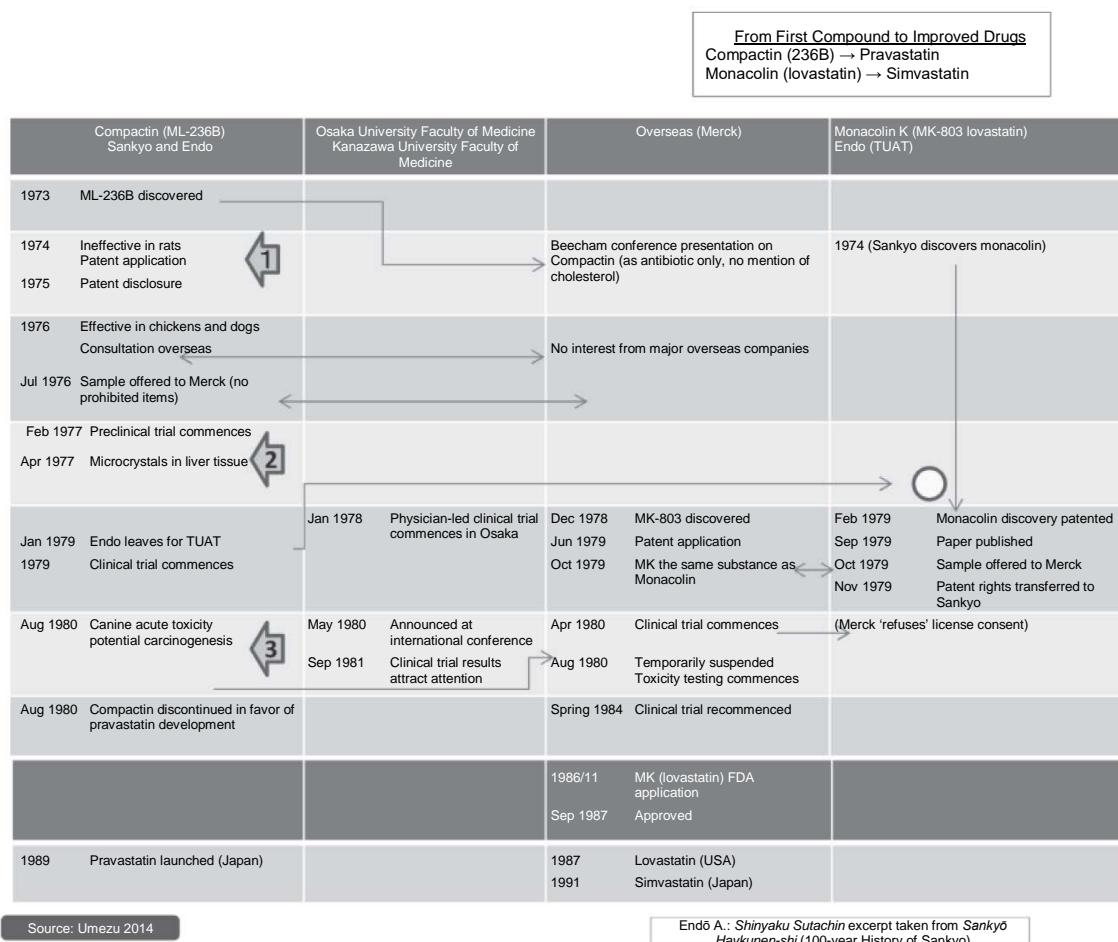 From First Compound to Improved Drugs
Compactin (236B) → Pravastatin
Monacolin (lovastatin) → Simvastatin
Compactin (ML-236B)
Sankyo and Endo
Osaka University Faculty of Medicine
Kanazawa University Faculty of
Medicine
Overseas (Merck)
Monacolin K (MK-803 lovastatin)
Endo (TUAT)
1973 ML-236B discovered
1974 Ineffective in rats
Patent application
1975 Patent disclosure
1
Beecham conference presentation on
Compactin (as antibiotic only, no mention of
cholesterol)
1974 (Sankyo discovers monacolin)
1976 Effective in chickens and dogs
Consultation overseas
No interest from major overseas companies
Jul 1976 Sample offered to Merck (no
prohibited items)
Feb 1977 Preclinical trial commences
Apr 1977 Microcrystals in liver tissue
2
Jan 1979 Endo leaves for TUAT
1979 Clinical trial commences
Jan 1978 Physician-led clinical trial
commences in Osaka
Dec 1978 MK-803 discovered
Jun 1979 Patent application
Oct 1979 MK the same substance as
Monacolin
Feb 1979 Monacolin discovery patented
Sep 1979 Paper published
Oct 1979 Sample offered to Merck
Nov 1979 Patent rights transferred to
Sankyo
Aug 1980 Canine acute toxicity
potential carcinogenesis
3
May 1980 Announced at
international conference
Sep 1981 Clinical trial results
attract attention
Apr 1980 Clinical trial commences
Aug 1980 Temporarily suspended
Toxicity testing commences
(Merck ‘refuses’ license consent)
Aug 1980 Compactin discontinued in favor of
pravastatin development
Spring 1984 Clinical trial recommenced
1986/11 MK (lovastatin) FDA
application
Sep 1987 Approved
1989 Pravastatin launched (Japan)
1987 Lovastatin (USA)
1991 Simvastatin (Japan)
Source: Umezu 2014
Endō A.: Shinyaku Sutachin excerpt taken from Sankyō
(100-year History of Sankyo)